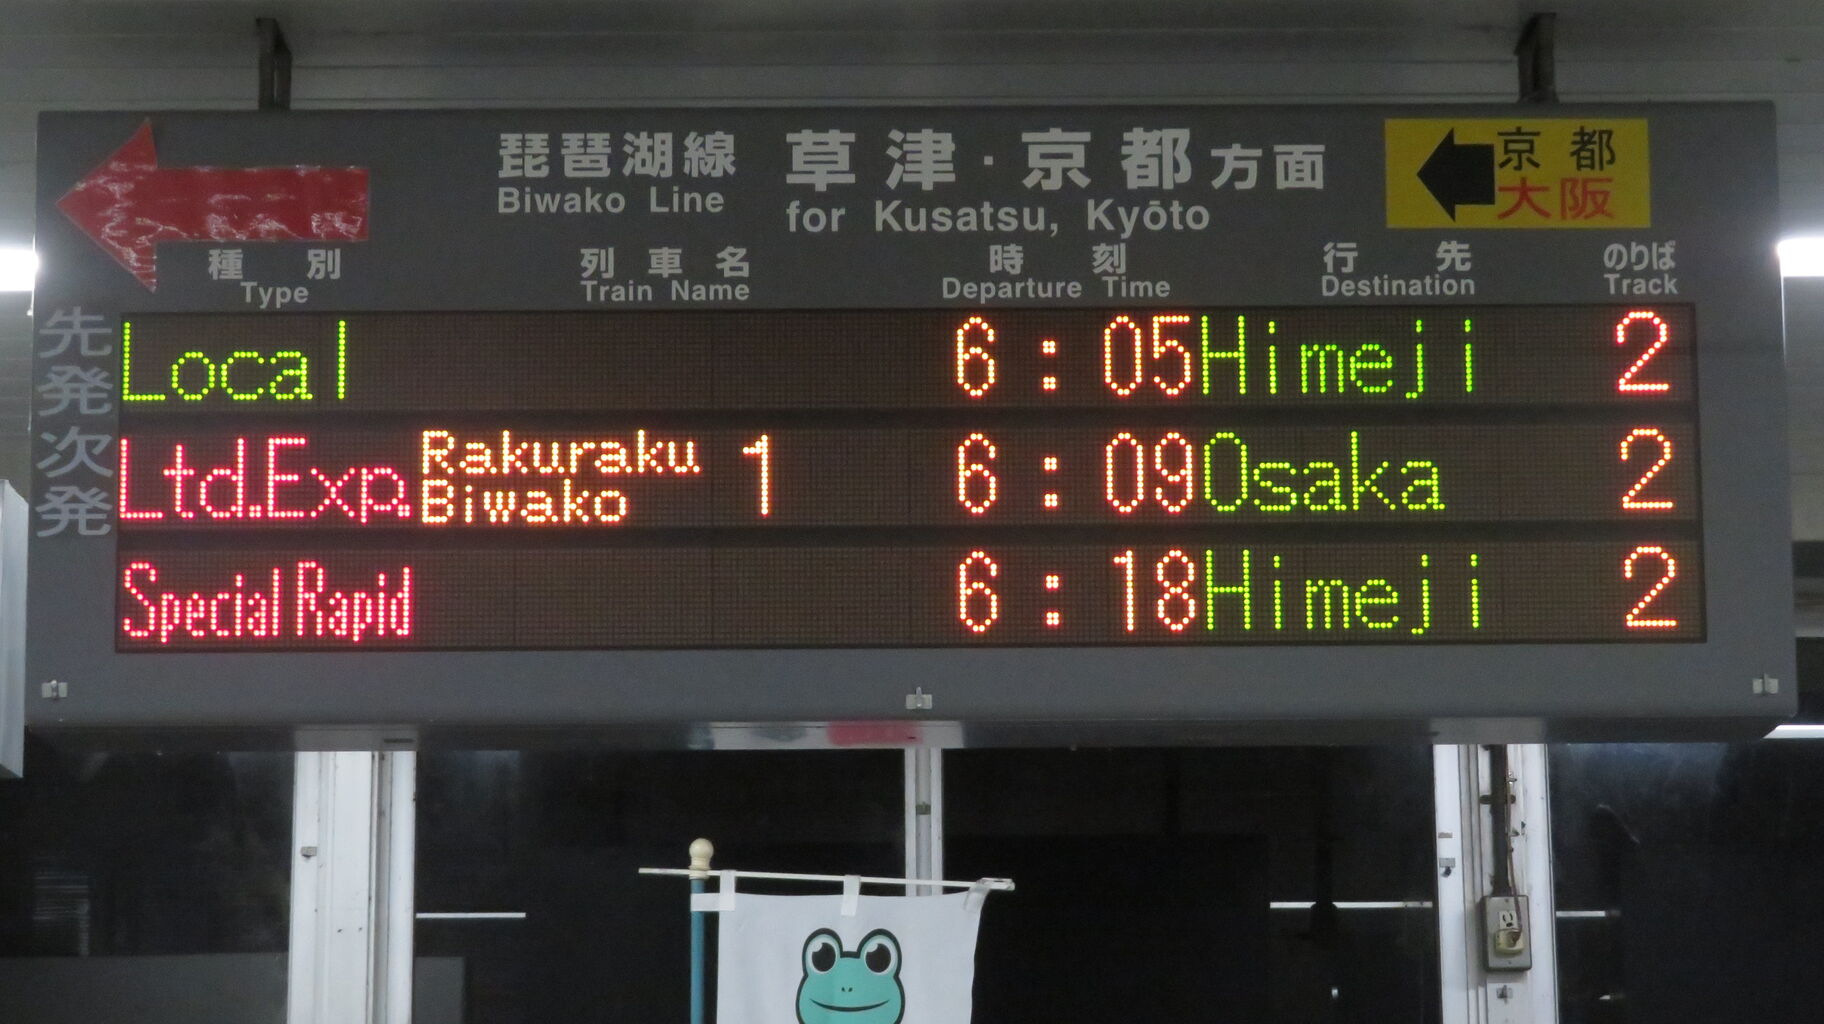 琵琶湖線 草津・京都方面
Biwako Line for Kusatsu, Kyōto
京都
大阪
種別 列車名 時刻 行先 のりば
Type Train Name Departure Time Destination Track
先発
次発
Local 6:05 Himeji 2
Ltd.Exp. Rakuraku Biwako 1 6:09 Osaka 2
Special Rapid 6:18 Himeji 2